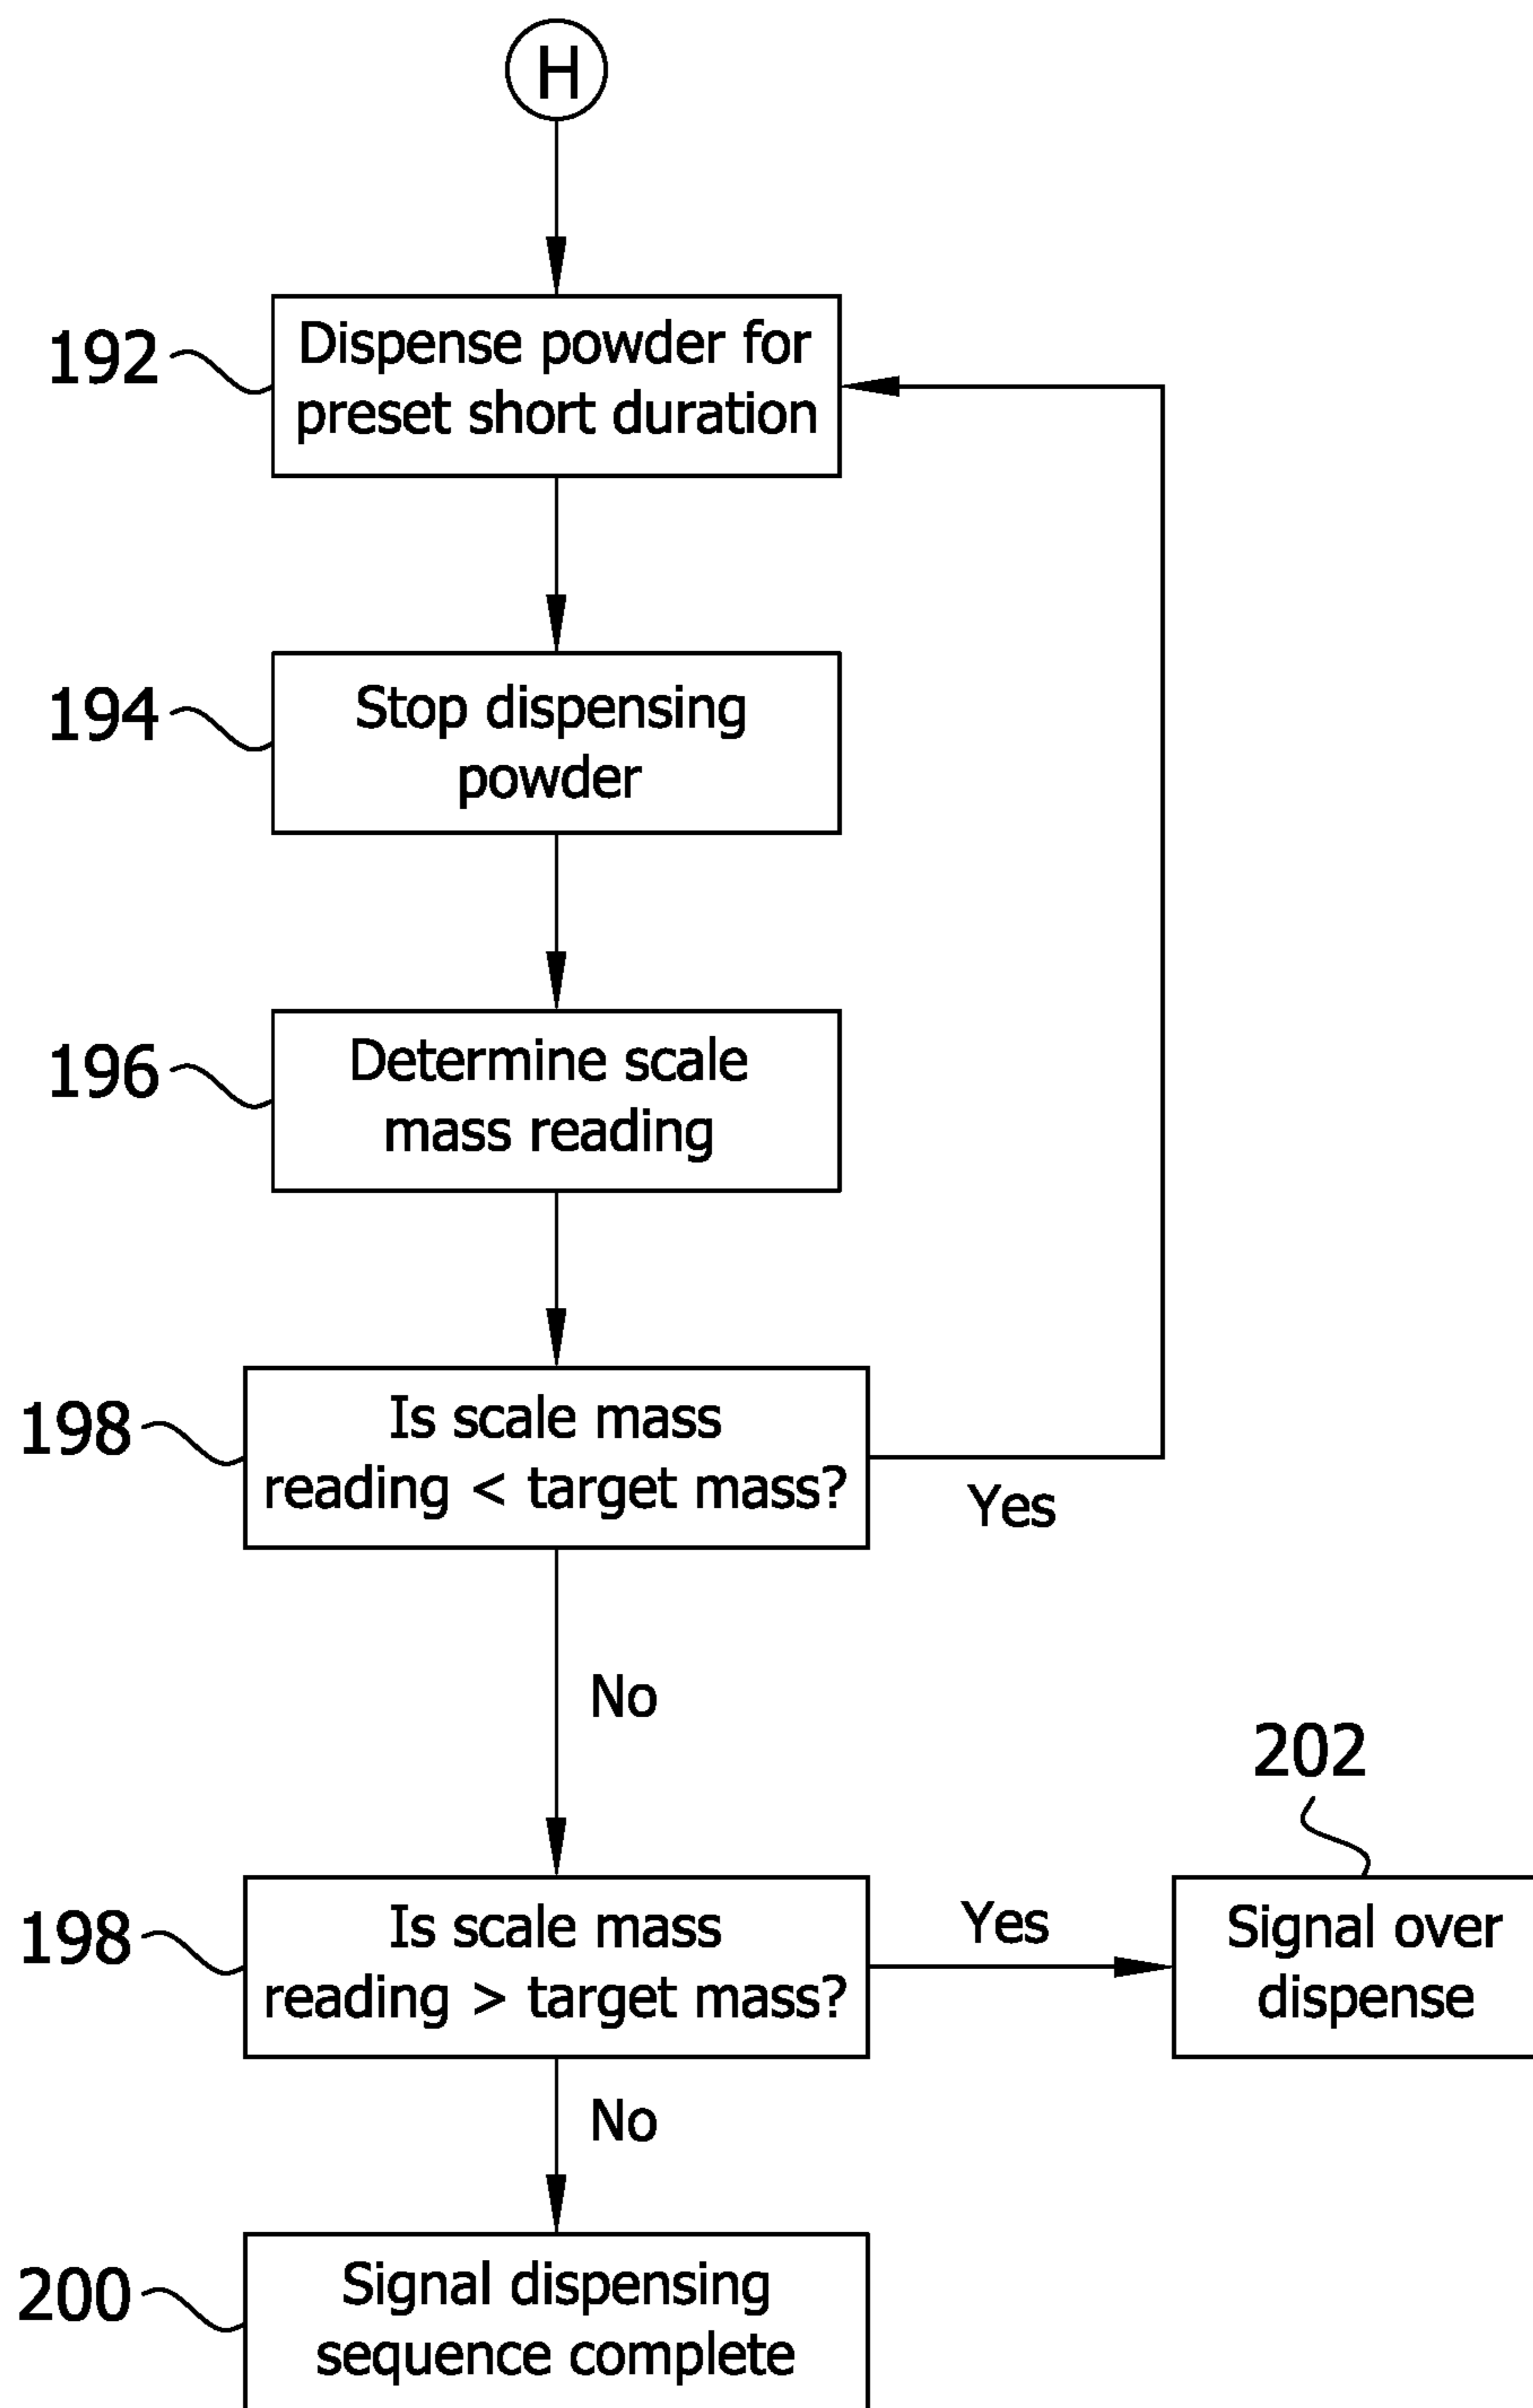 H
192
Dispense powder for
preset short duration
194
Stop dispensing
powder
196
Determine scale
mass reading
198
Is scale mass
reading < target mass?
Yes
No
202
198
Is scale mass
reading > target mass?
Yes
Signal over
dispense
No
200
Signal dispensing
sequence complete